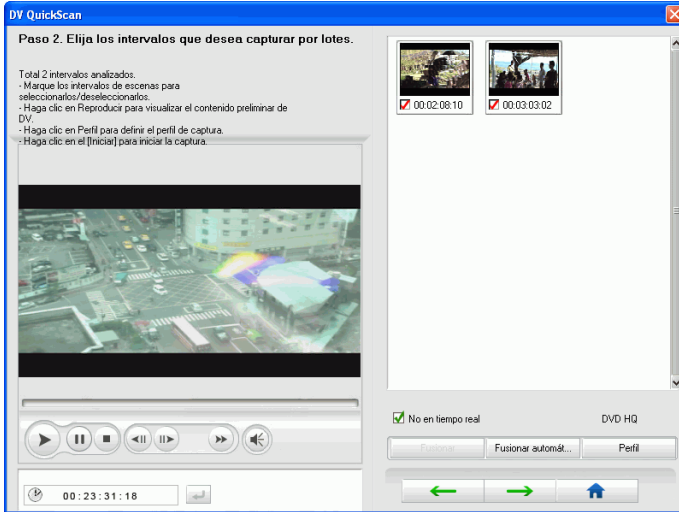 DV QuickScan
Paso 2. Elija los intervalos que desea capturar por lotes.
Total 2 intervalos analizados.
- Marque los intervalos de escenas para
seleccionarlos/deseleccionarlos.
- Haga clic en Reproducir para visualizar el contenido preliminar de
DV.
- Haga clic en Perfil para definir el perfil de captura.
- Haga clic en el [Iniciar] para iniciar la captura.
00:02:08:10
00:03:03:02
No en tiempo real
DVD HQ
Fusionar
Fusionar automát...
Perfil
00:23:31:18